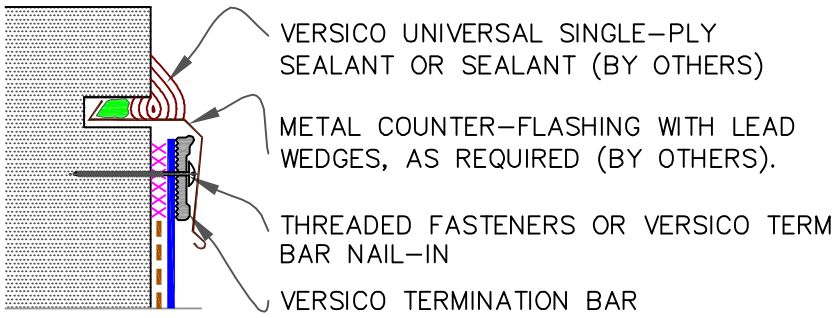 VERSICO UNIVERSAL SINGLE-PLY
SEALANT OR SEALANT (BY OTHERS)
METAL COUNTER-FLASHING WITH LEAD
WEDGES, AS REQUIRED (BY OTHERS).
THREADED FASTENERS OR VERSICO TERM
BAR NAIL-IN
VERSICO TERMINATION BAR